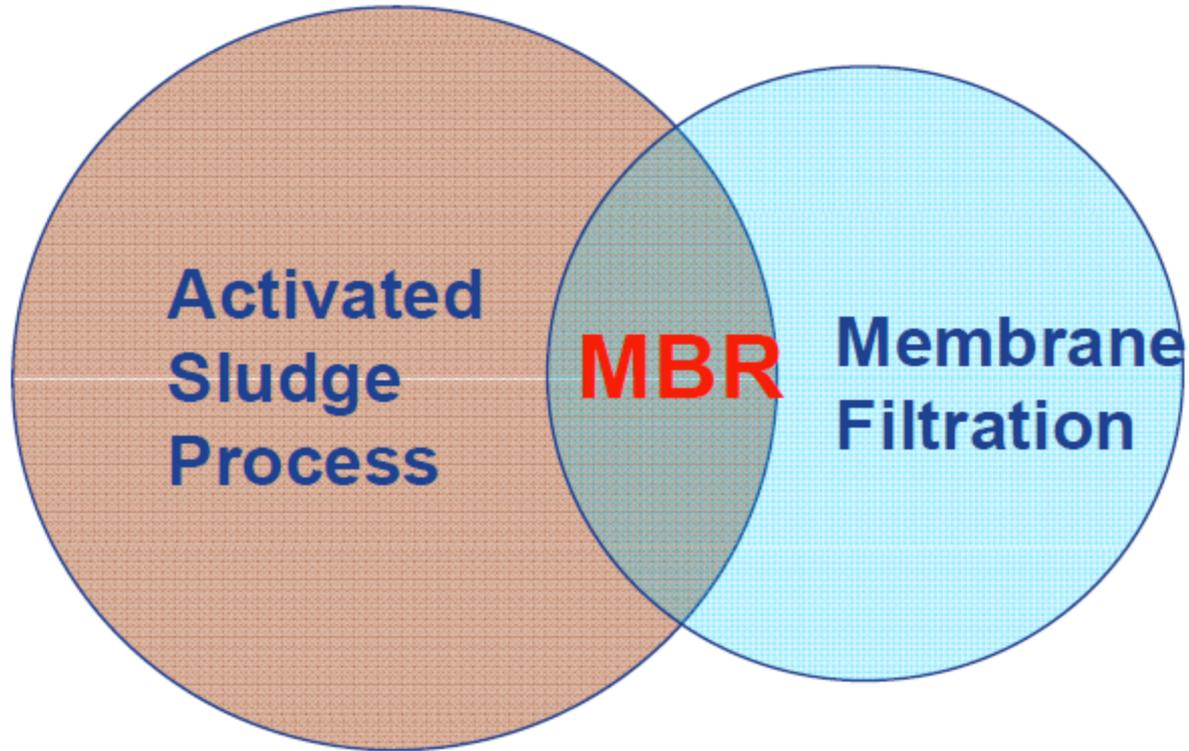 Activated
Sludge
Process
MBR
Membrane
Filtration